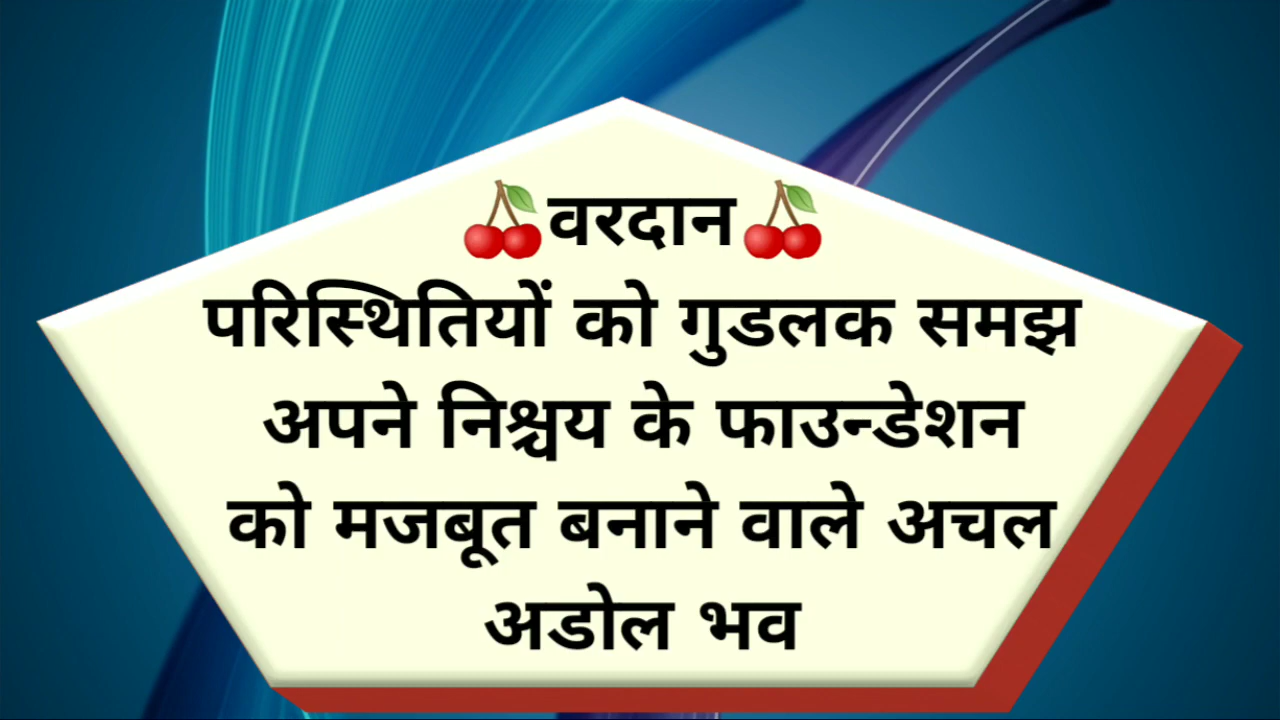 🍒वरदान🍒
परिस्थितियों को गुडलक समझ
अपने निश्चय के फाउन्डेशन
को मजबूत बनाने वाले अचल
अडोल भव